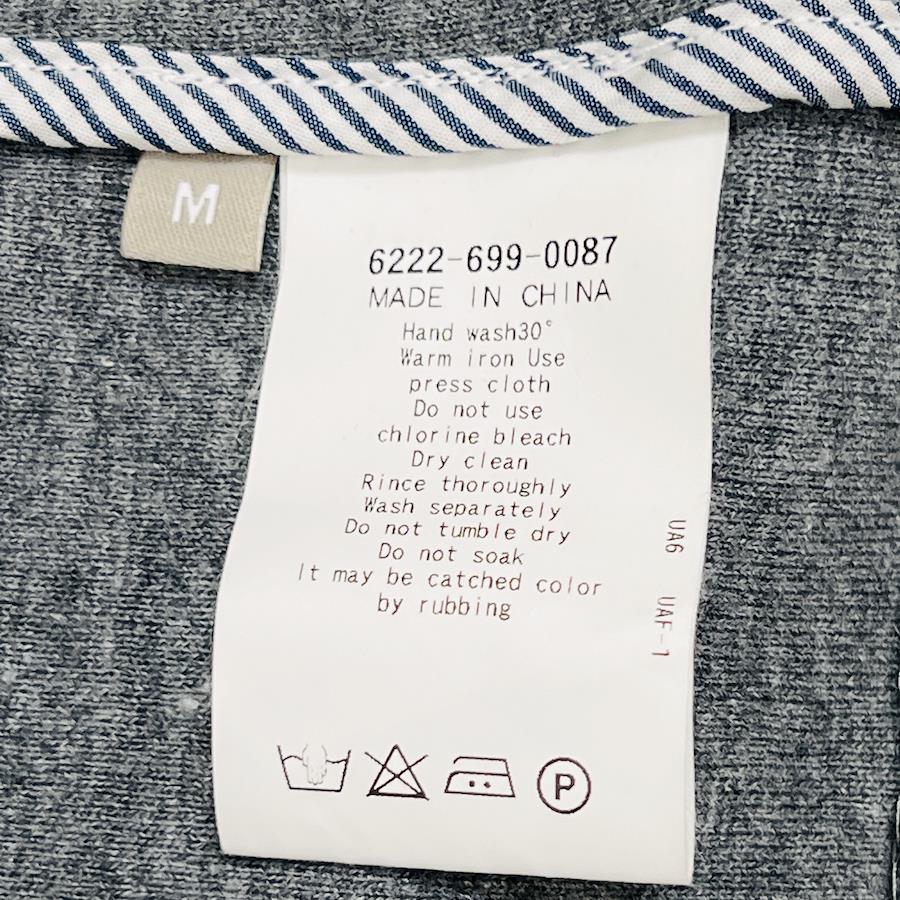 M
6222-699-0087
MADE IN CHINA
Hand wash30°
Warm iron Use
press cloth
Do not use
chlorine bleach
Dry clean
Rince thoroughly
Wash separately
Do not tumble dry
Do not soak
It may be catched color
by rubbing
UA6 UAF-1
P